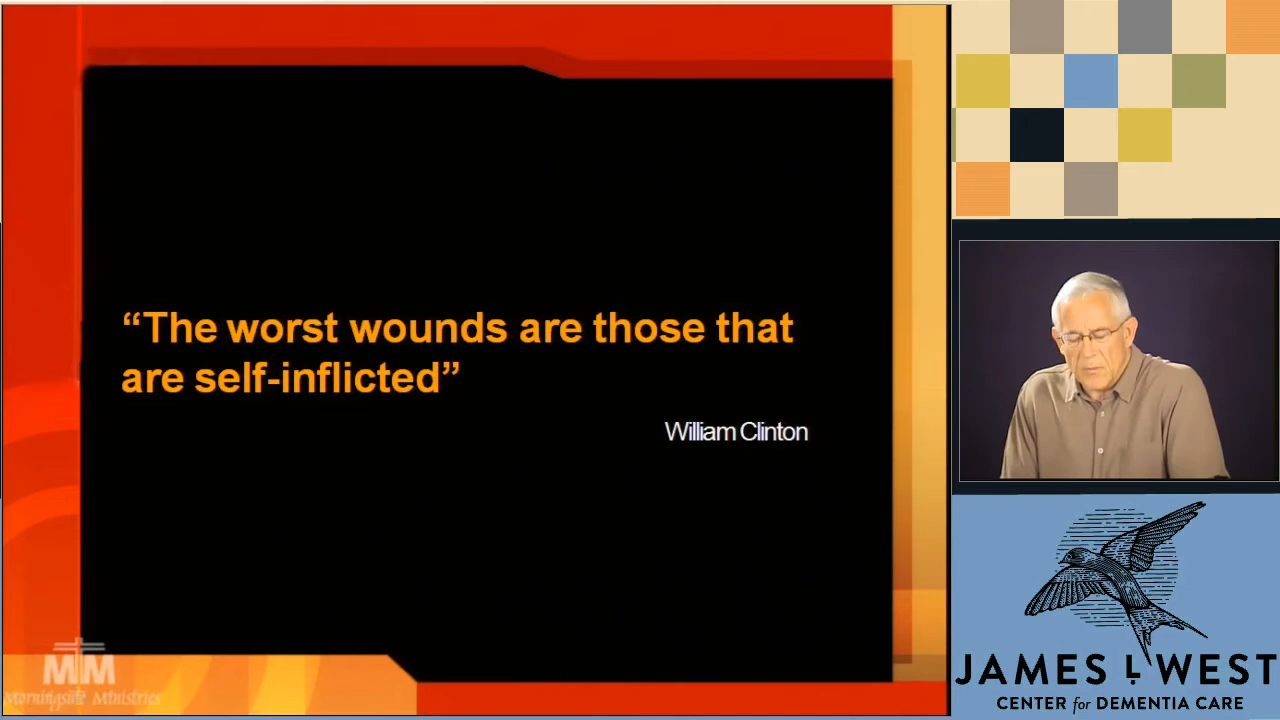 “The worst wounds are those that
are self-inflicted”
William Clinton
MM
Morningside Ministries
JAMES L WEST
CENTER for DEMENTIA CARE